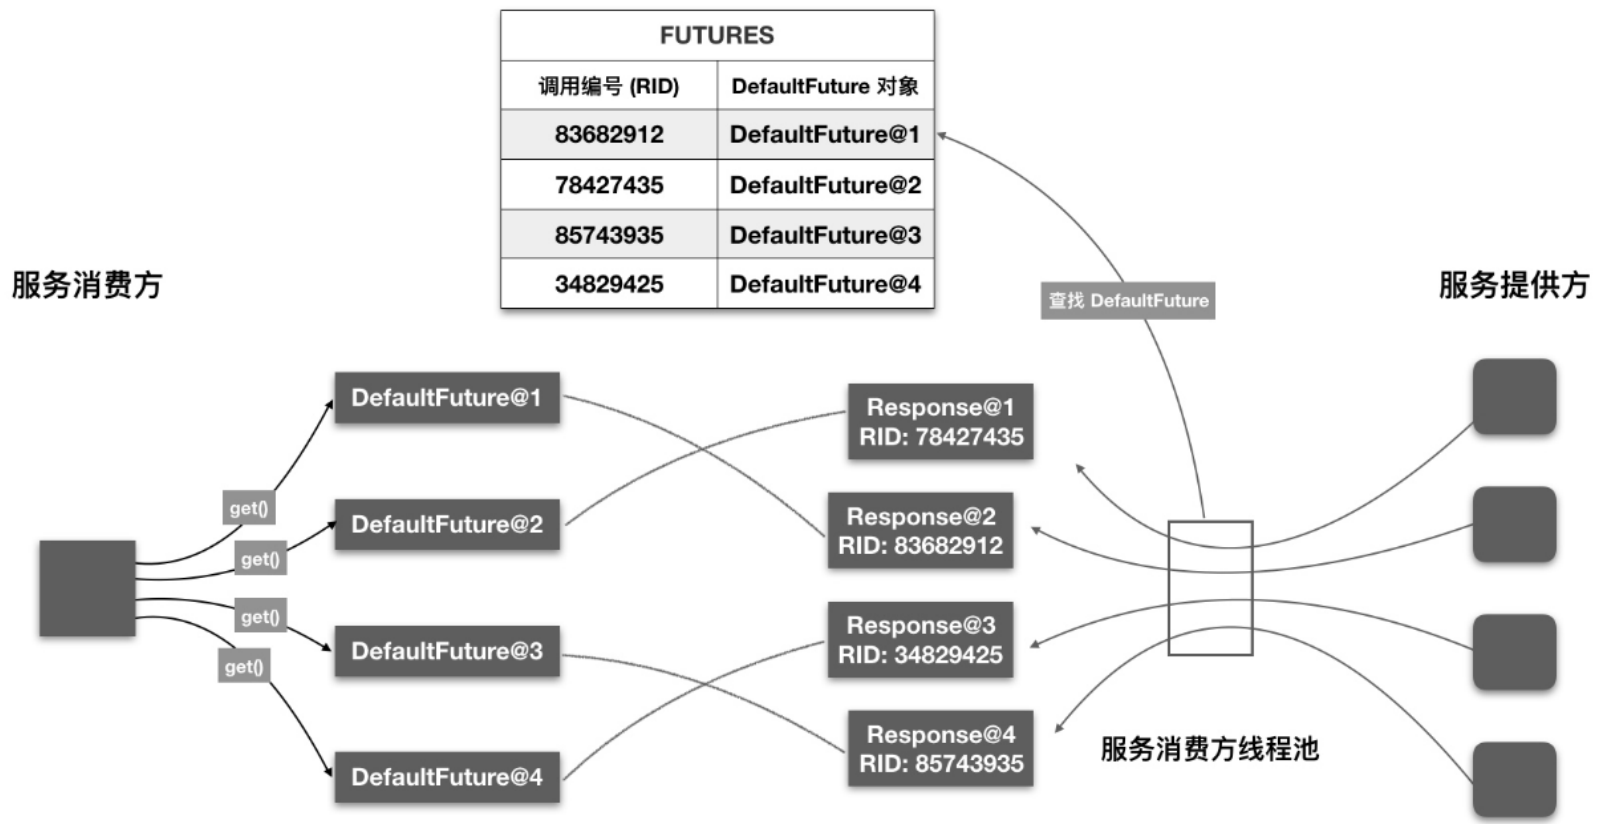 FUTURES
调用编号 (RID) DefaultFuture 对象
83682912 DefaultFuture@1
78427435 DefaultFuture@2
85743935 DefaultFuture@3
34829425 DefaultFuture@4
服务消费方
服务提供方
查找 DefaultFuture
DefaultFuture@1
DefaultFuture@2
DefaultFuture@3
DefaultFuture@4
get()
get()
get()
get()
Response@1
RID: 78427435
Response@2
RID: 83682912
Response@3
RID: 34829425
Response@4
RID: 85743935
服务消费方线程池